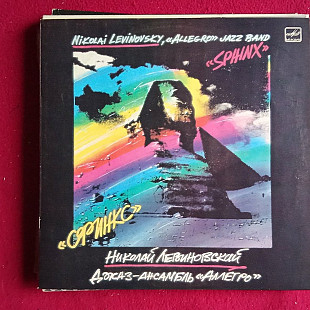 NIKOLAI LEVINOVSKY, «ALLEGRO» JAZZ BAND
«SPHINX»
«СФИНКС»
НИКОЛАЙ ЛЕВИНОВСКИЙ
ДЖАЗ-АНСАМБЛЬ «АЛЛЕГРО»